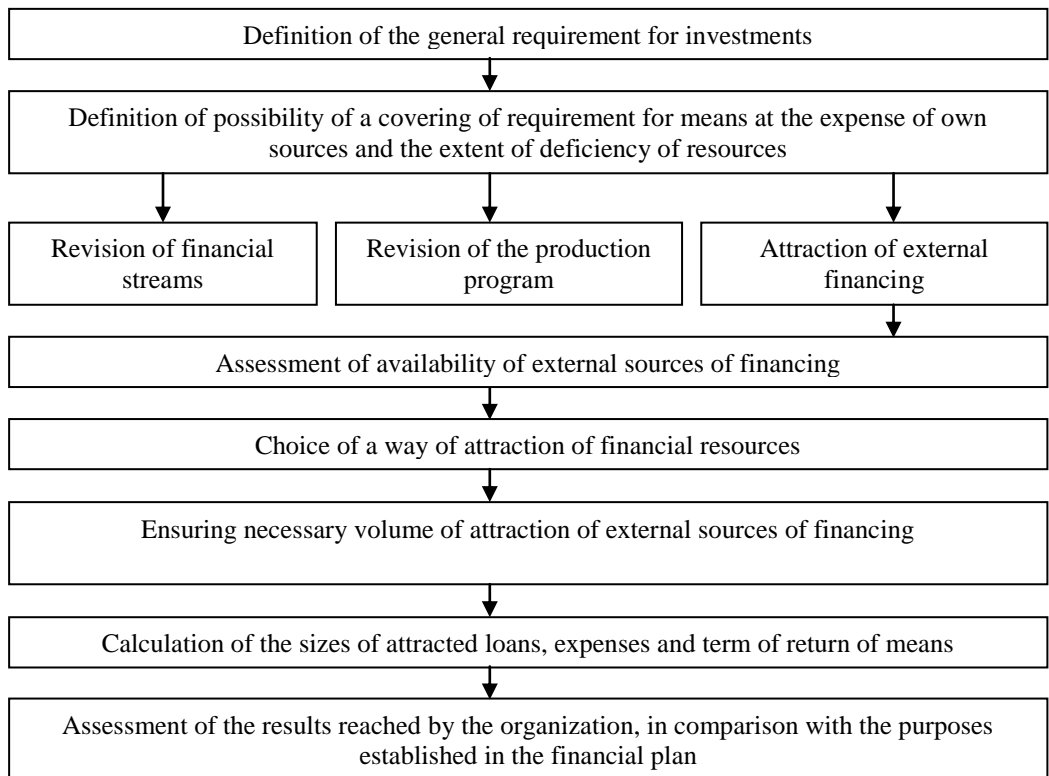 Definition of the general requirement for investments
Definition of possibility of a covering of requirement for means at the expense of own
sources and the extent of deficiency of resources
Revision of financial
streams
Revision of the production
program
Attraction of external
financing
Assessment of availability of external sources of financing
Choice of a way of attraction of financial resources
Ensuring necessary volume of attraction of external sources of financing
Calculation of the sizes of attracted loans, expenses and term of return of means
Assessment of the results reached by the organization, in comparison with the purposes
established in the financial plan